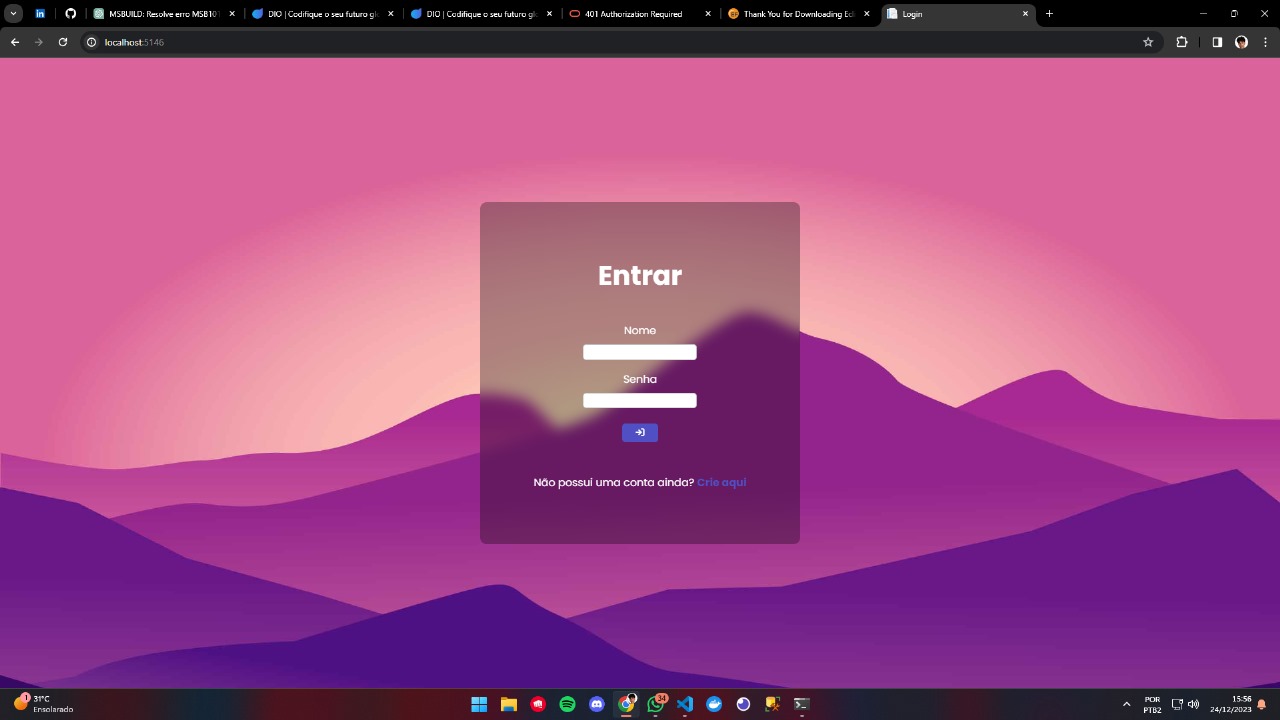 MSBUILD: Resolve erro MSB10
DIO | Codifique o seu futuro gl
DIO | Codifique o seu futuro gl
401 Authorization Required
Thank You for Downloading Edi
Login
localhost:5146
Entrar
Nome
Senha
Não possui uma conta ainda? Crie aqui
1
31°C
Ensolarado
34
POR
PTB2
15:56
24/12/2023